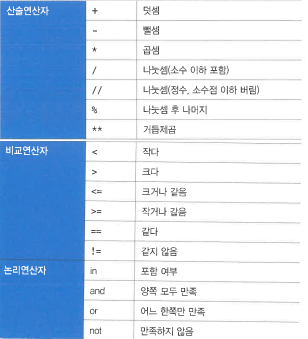 산술연산자 + 덧셈
- 뺄셈
* 곱셈
/ 나눗셈(소수 이하 포함)
// 나눗셈(정수, 소수점 이하 버림)
% 나눗셈 후 나머지
** 거듭제곱
비교연산자 < 작다
> 크다
<= 크거나 같음
>= 작거나 같음
== 같다
!= 같지 않음
논리연산자 in 포함 여부
and 양쪽 모두 만족
or 어느 한쪽만 만족
not 만족하지 않음